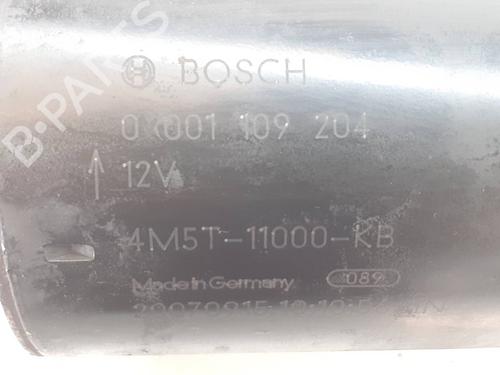 B-PARTS
BOSCH
0 001 109 204
12V
4M5T-11000-KB
Made in Germany 089